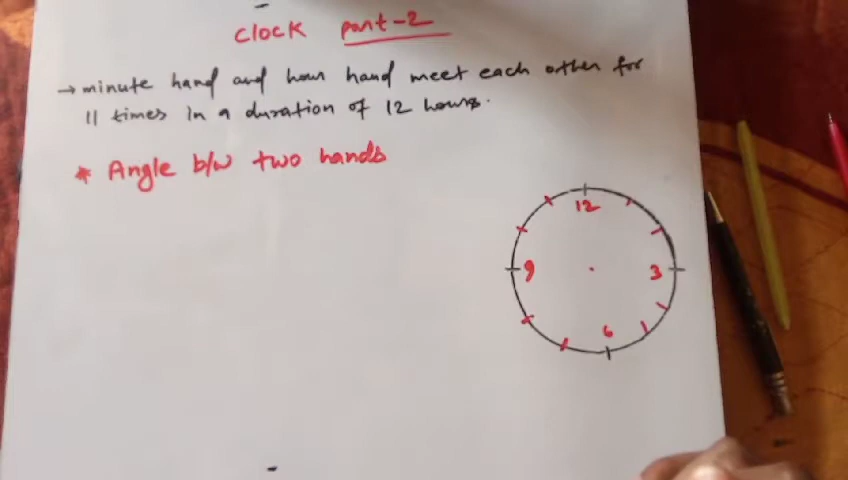 clock part-2
→ minute hand and hour hand meet each other for
11 times in a duration of 12 hours.
* Angle b/w two hands
12
9 3
6